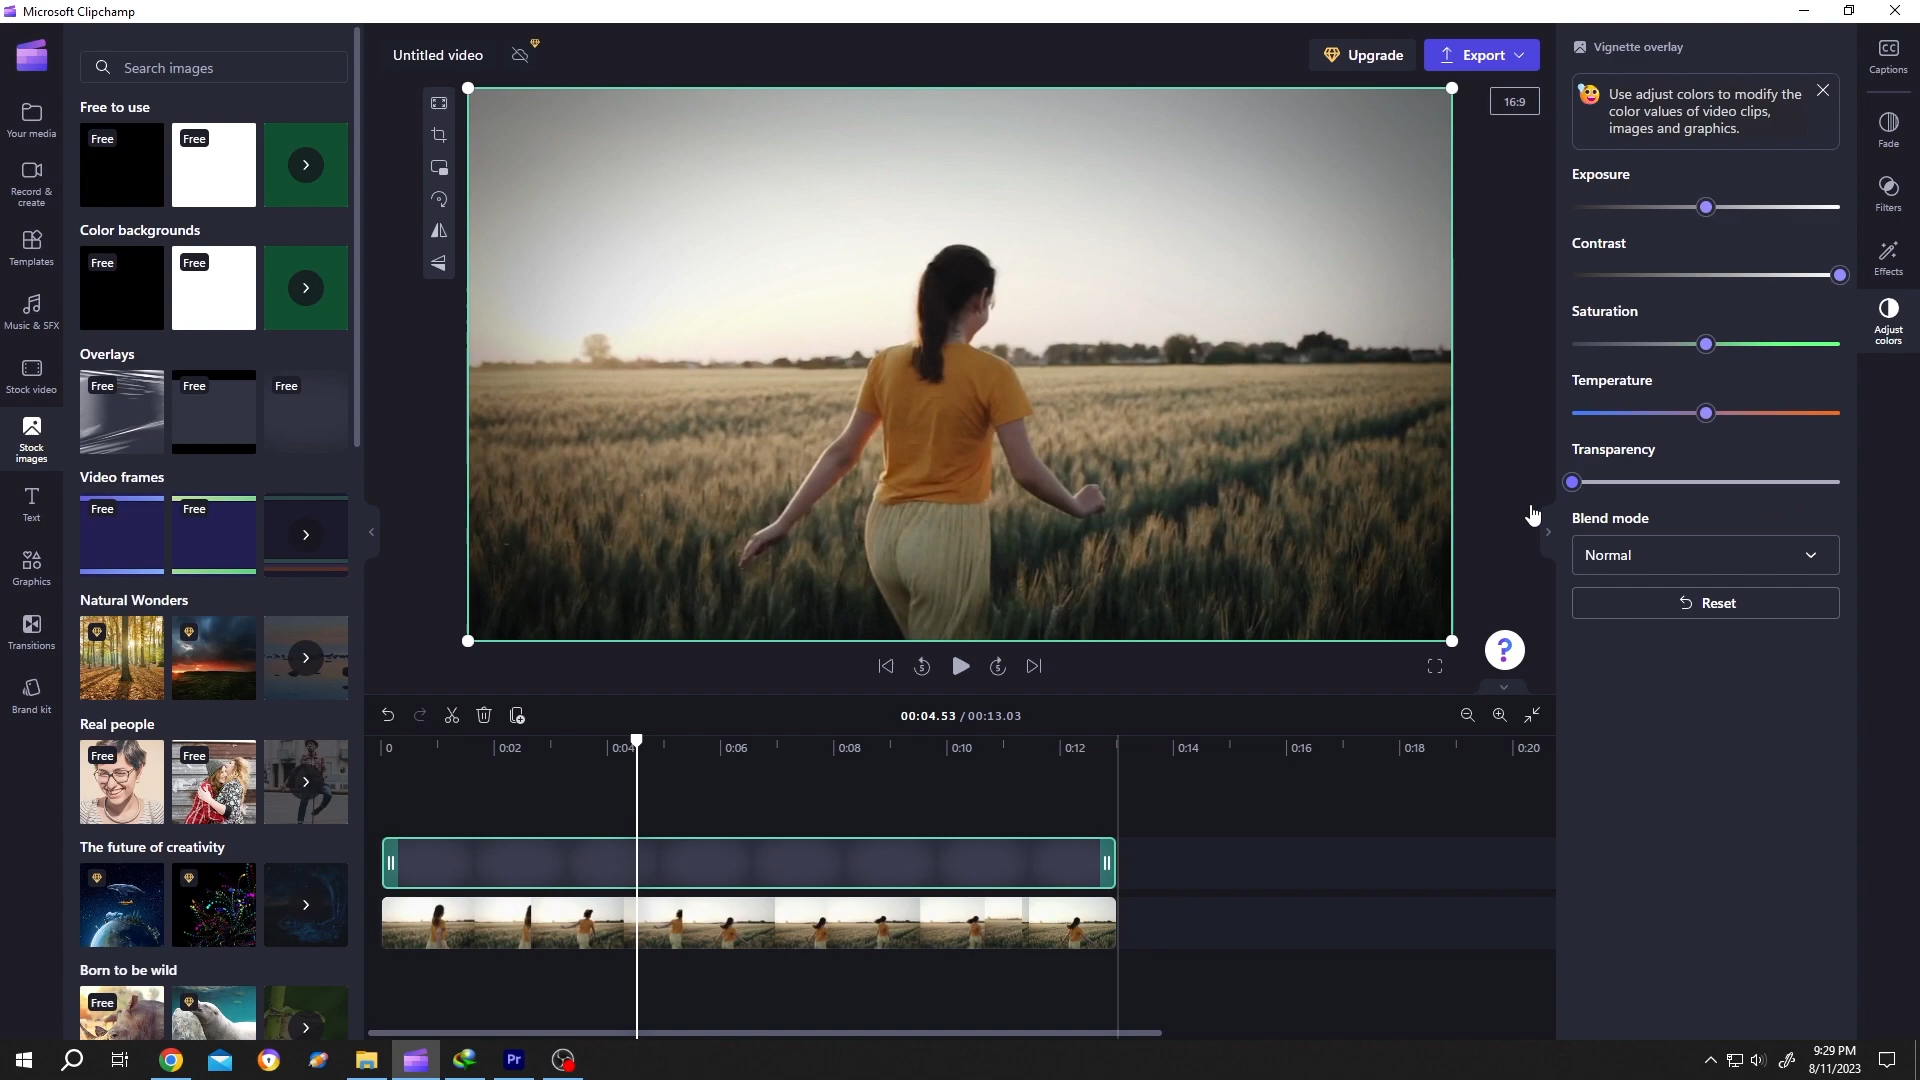 Microsoft Clipchamp
Your media
Record &
create
Templates
Music & SFX
Stock video
Stock
images
Text
Graphics
Transitions
Brand kit
Search images
Free to use
Free
Free
Color backgrounds
Free
Free
Overlays
Free
Free
Free
Video frames
Free
Free
Natural Wonders
Real people
Free
Free
The future of creativity
Born to be wild
Free
Untitled video
Upgrade
Export
16:9
?
5
5
00:04.53 / 00:13.03
0
0:02
0:04
0:06
0:08
0:10
0:12
0:14
0:16
0:18
0:20
Vignette overlay
Use adjust colors to modify the
color values of video clips,
images and graphics.
Exposure
Contrast
Saturation
Temperature
Transparency
Blend mode
Normal
Reset
CC
Captions
Fade
Filters
Effects
Adjust
colors
Pr
9:29 PM
8/11/2023